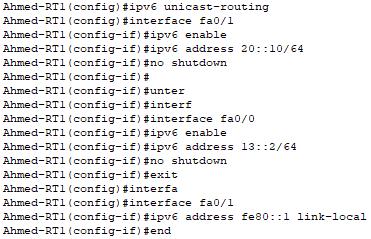 Ahmed-RT1(config)#ipv6 unicast-routing
Ahmed-RT1(config)#interface fa0/1
Ahmed-RT1(config-if)#ipv6 enable
Ahmed-RT1(config-if)#ipv6 address 20::10/64
Ahmed-RT1(config-if)#no shutdown
Ahmed-RT1(config-if)#
Ahmed-RT1(config-if)#unter
Ahmed-RT1(config-if)#interf
Ahmed-RT1(config-if)#interface fa0/0
Ahmed-RT1(config-if)#ipv6 enable
Ahmed-RT1(config-if)#ipv6 address 13::2/64
Ahmed-RT1(config-if)#no shutdown
Ahmed-RT1(config-if)#exit
Ahmed-RT1(config)#interfa
Ahmed-RT1(config)#interface fa0/1
Ahmed-RT1(config-if)#ipv6 address fe80::1 link-local
Ahmed-RT1(config-if)#end